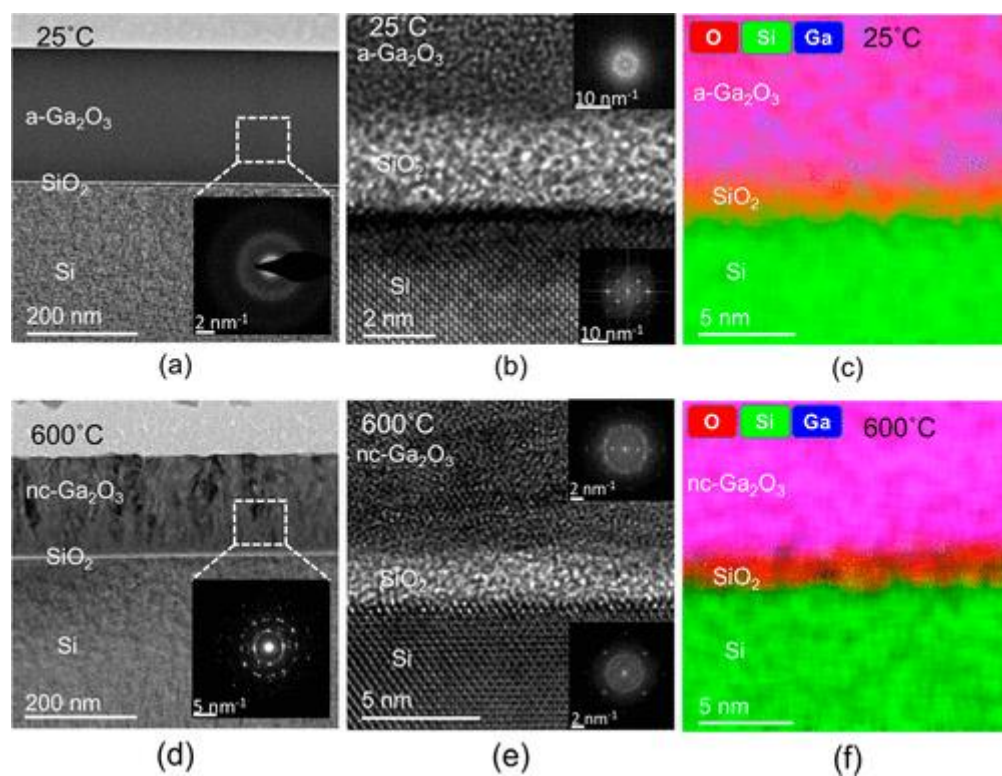 25°C
a-Ga₂O₃
SiO₂
Si
200 nm
2 nm⁻¹
(a)
25°C
a-Ga₂O₃
10 nm⁻¹
SiO₂
Si
2 nm
10 nm⁻¹
(b)
O Si Ga 25°C
a-Ga₂O₃
SiO₂
Si
5 nm
(c)
600°C
nc-Ga₂O₃
SiO₂
Si
200 nm
5 nm⁻¹
(d)
600°C
nc-Ga₂O₃
2 nm⁻¹
SiO₂
Si
5 nm
2 nm⁻¹
(e)
O Si Ga 600°C
nc-Ga₂O₃
SiO₂
Si
5 nm
(f)